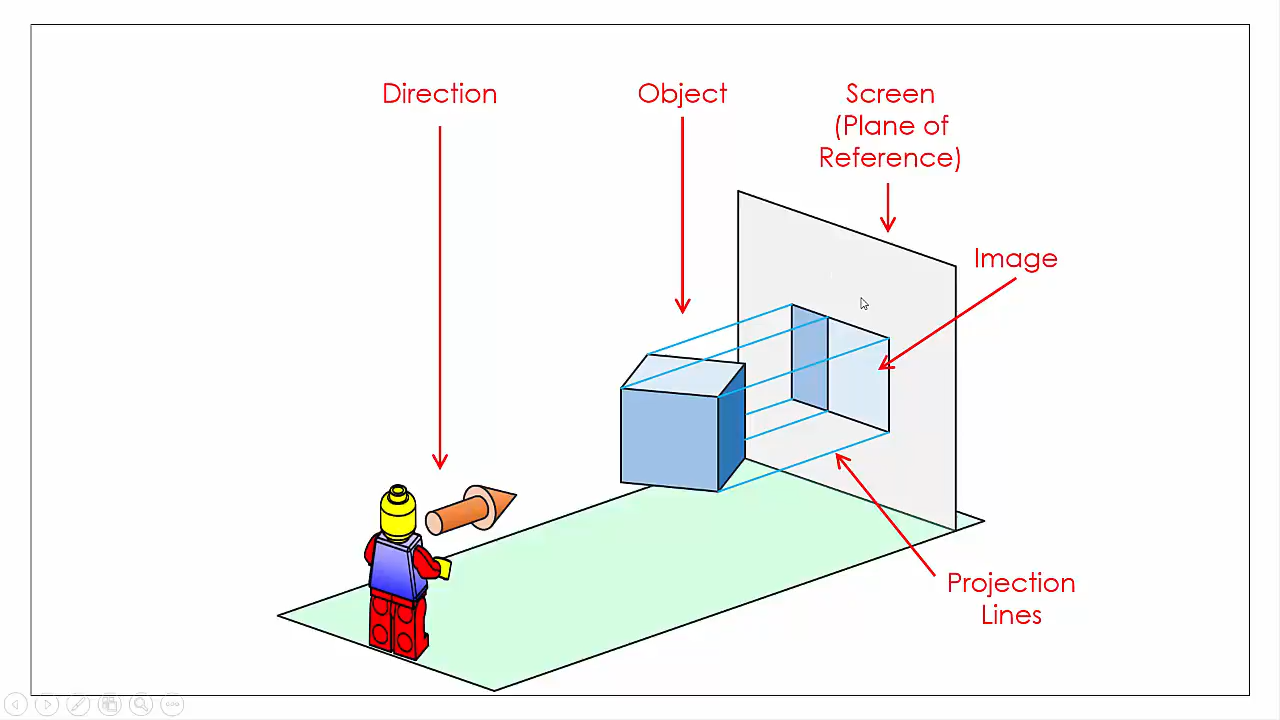 Direction
Object
Screen
(Plane of
Reference)
Image
Projection
Lines